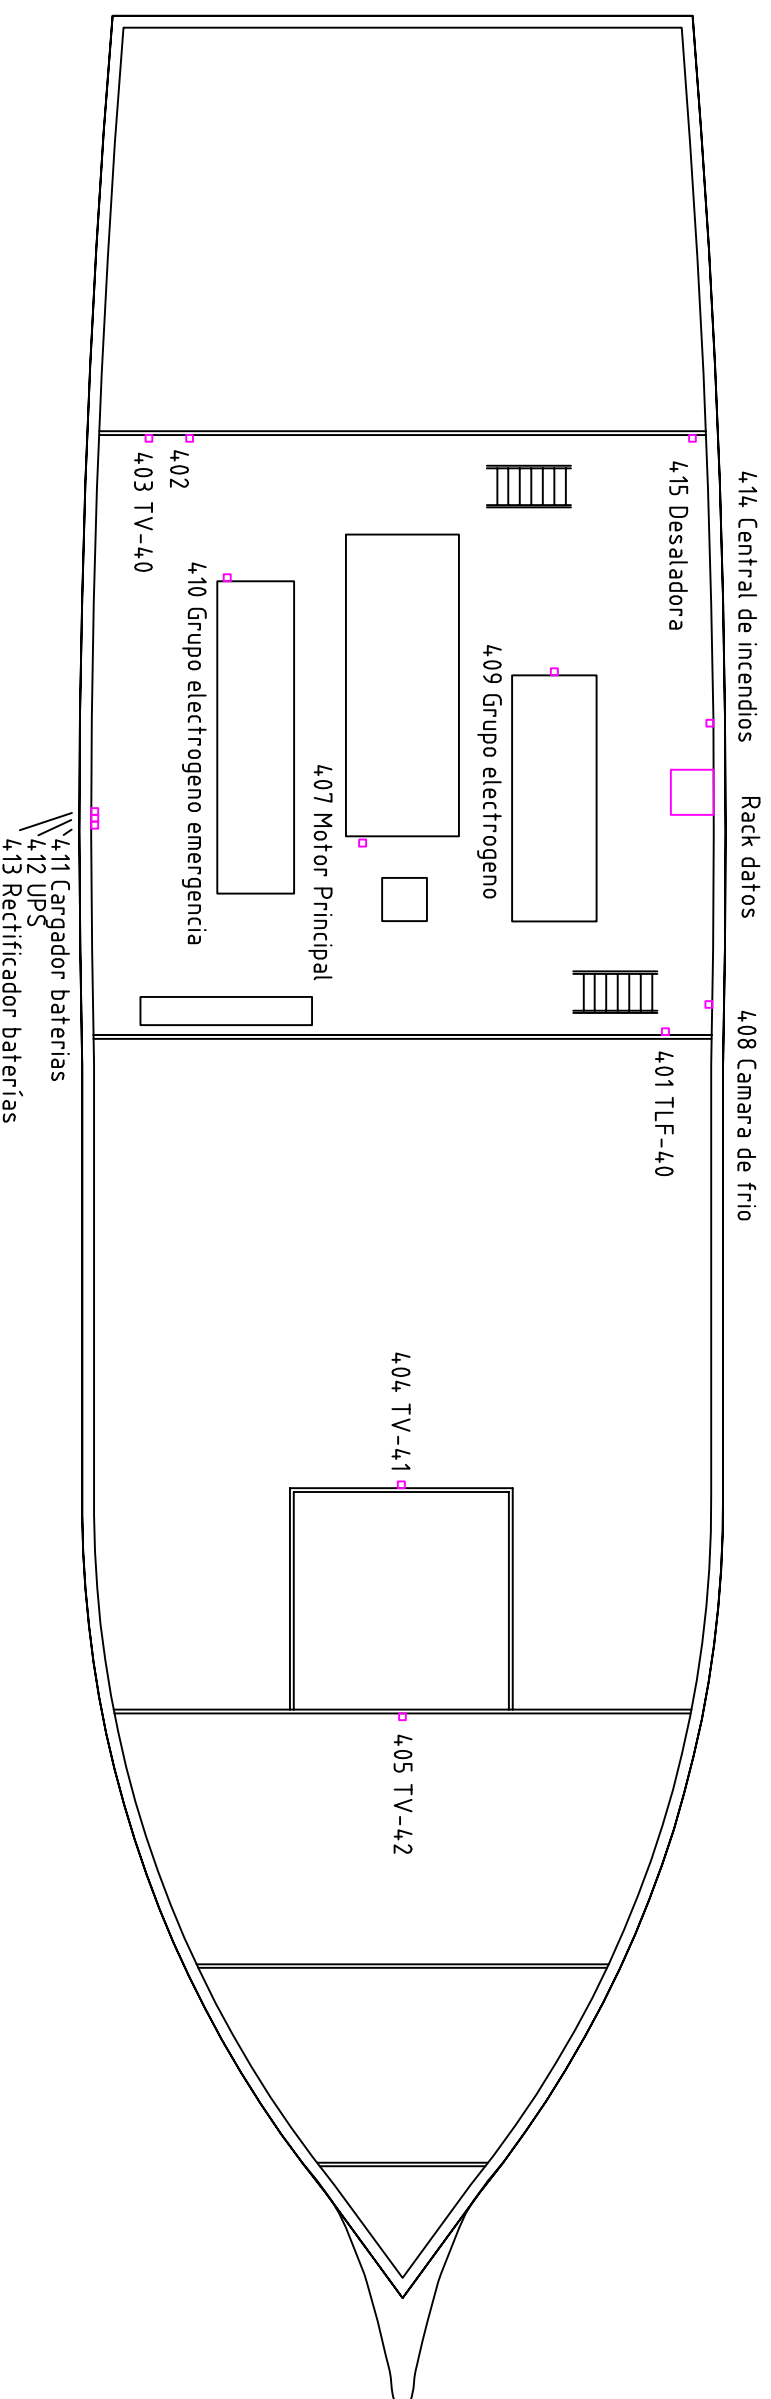 414 Central de incendios
Rack datos
408 Camara de frio
415 Desaladora
401 TLF-40
409 Grupo electrogeno
404 TV-41
405 TV-42
407 Motor Principal
410 Grupo electrogeno emergencia
402
403 TV-40
411 Cargador baterias
412 UPS
413 Rectificador baterías